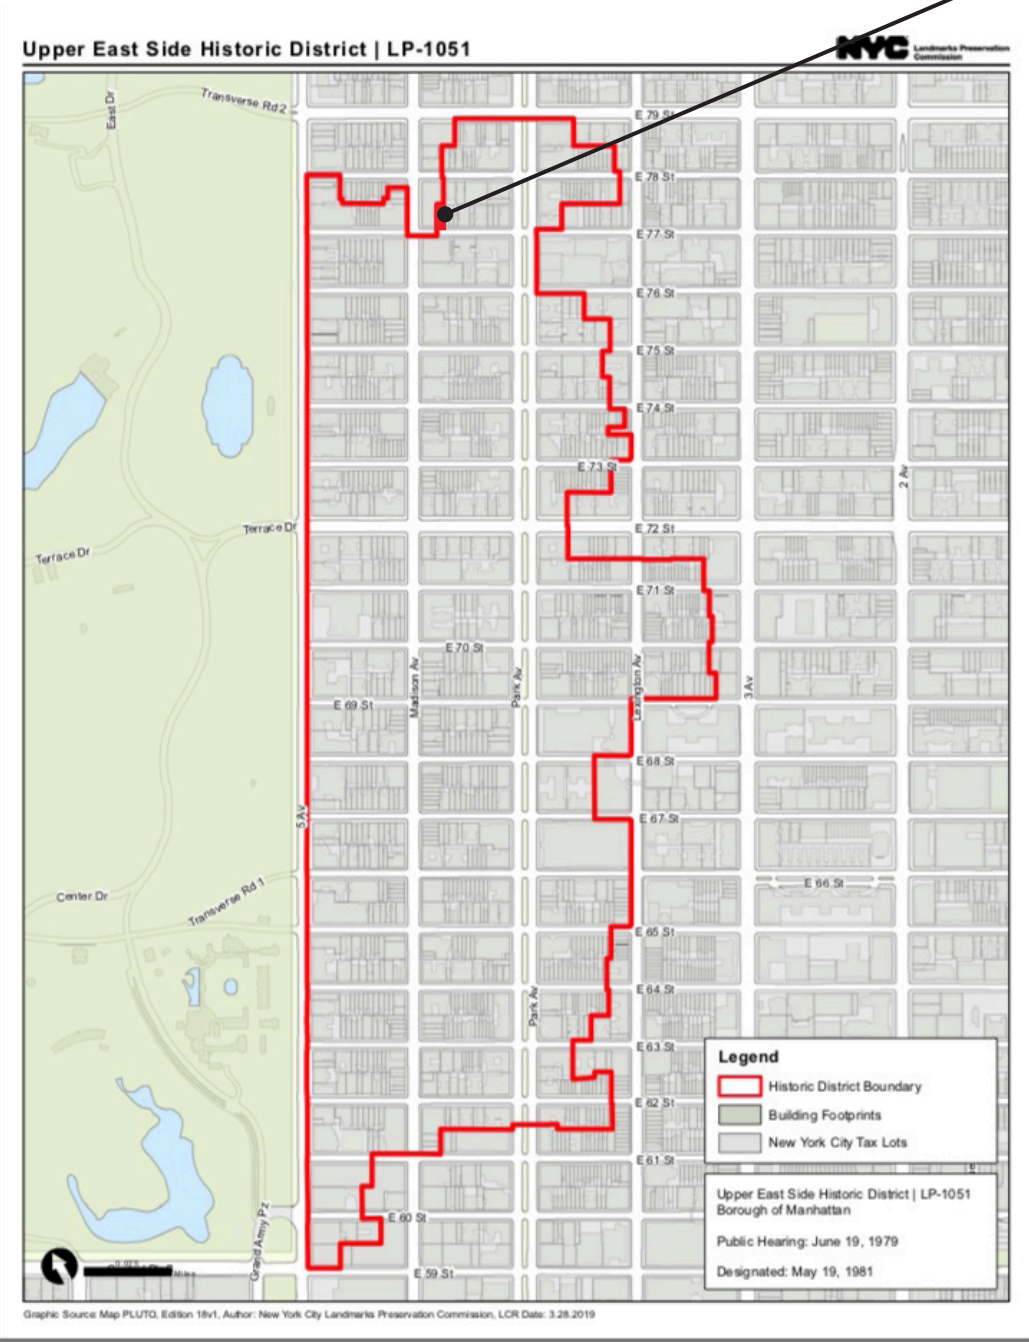 Upper East Side Historic District | LP-1051
NYC Landmarks Preservation
Commission
Transverse Rd 2
East Dr
E 79 St
E 78 St
E 77 St
E 76 St
E 75 St
E 74 St
E 73 St
2 Av
Terrace Dr
E 72 St
Terrace Dr
E 71 St
E 70 St
Madison Av
Park Av
Lexington Av
3 Av
E 69 St
E 68 St
5 Av
E 67 St
E 66 St
Center Dr
Transverse Rd 1
E 65 St
Park Av
E 64 St
E 63 St
E 62 St
E 61 St
E 60 St
Grand Army Pz
E 59 St
Legend
Historic District Boundary
Building Footprints
New York City Tax Lots
Upper East Side Historic District | LP-1051
Borough of Manhattan
Public Hearing: June 19, 1979
Designated: May 19, 1981
Graphic Source: Map PLUTO, Edition 18v1, Author: New York City Landmarks Preservation Commission, LCR Date: 3.28.2019